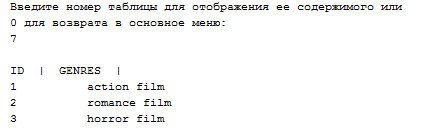 Введите номер таблицы для отображения ее содержимого или
0 для возврата в основное меню:
7
ID | GENRES |
1 action film
2 romance film
3 horror film